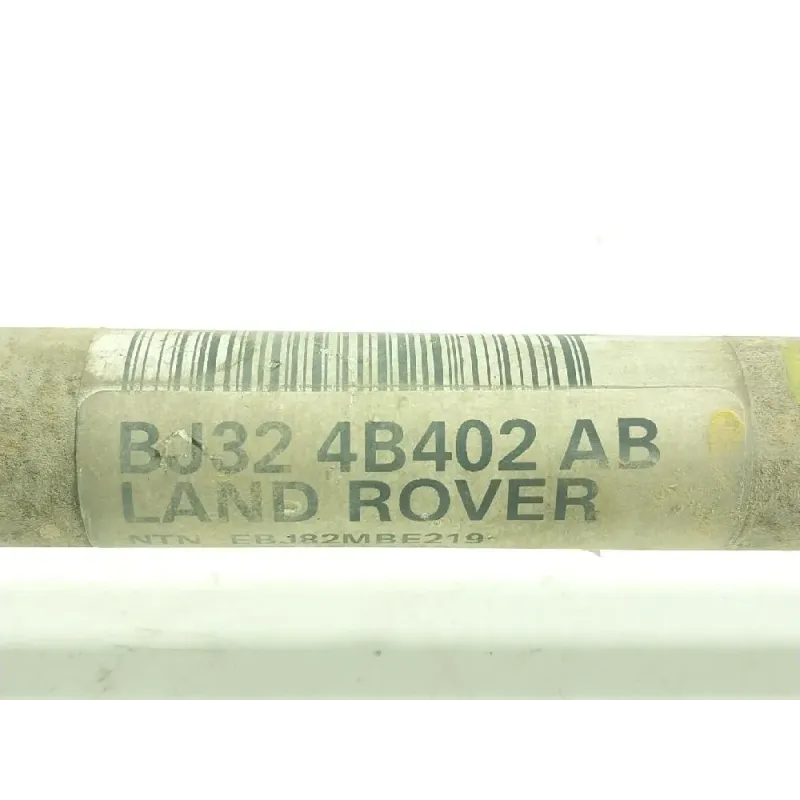 BJ32 4B402 AB
LAND ROVER
NTN EBJ82MBE219